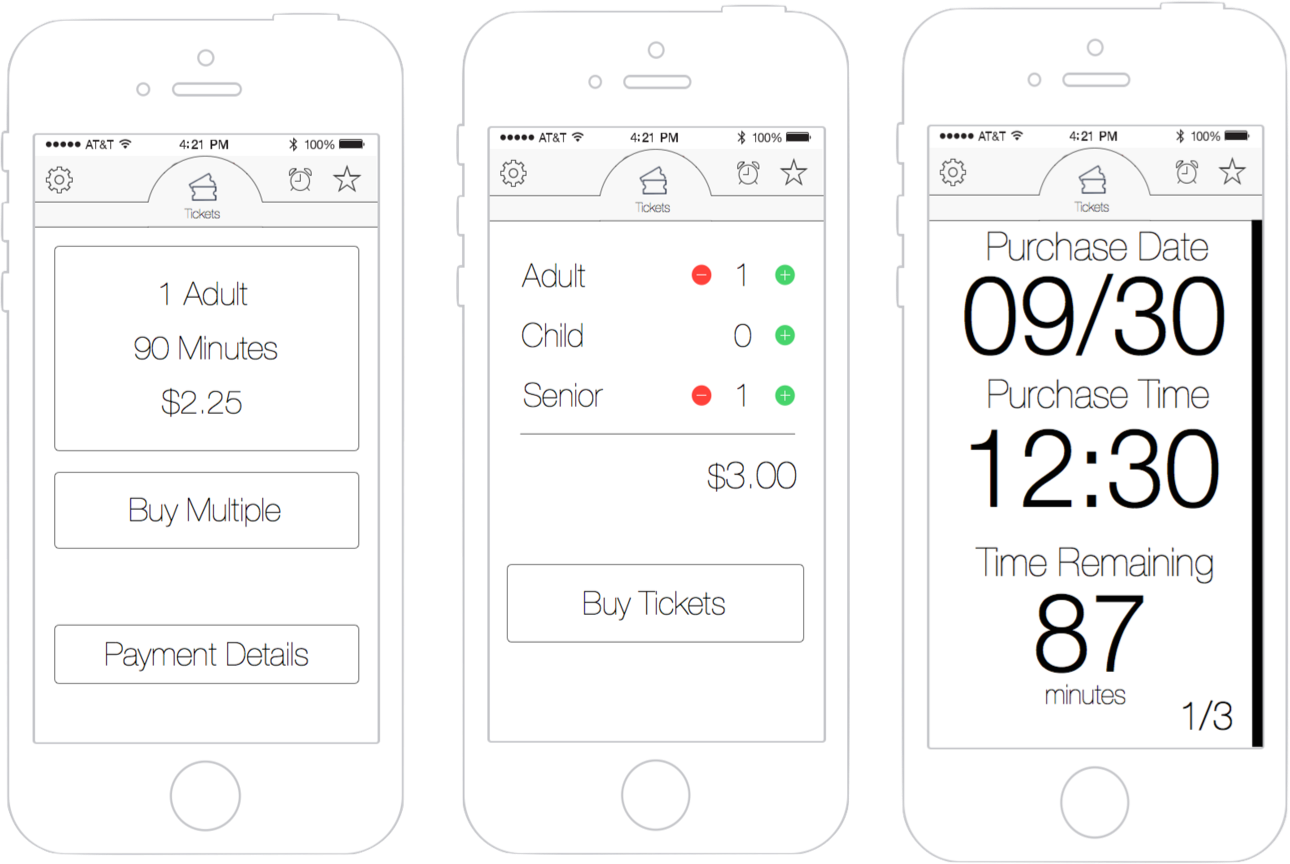 AT&T 4:21 PM 100%
Tickets
1 Adult
90 Minutes
$2.25
Buy Multiple
Payment Details
AT&T 4:21 PM 100%
Tickets
Adult 1
Child 0
Senior 1
$3.00
Buy Tickets
AT&T 4:21 PM 100%
Tickets
Purchase Date
09/30
Purchase Time
12:30
Time Remaining
87
minutes
1/3